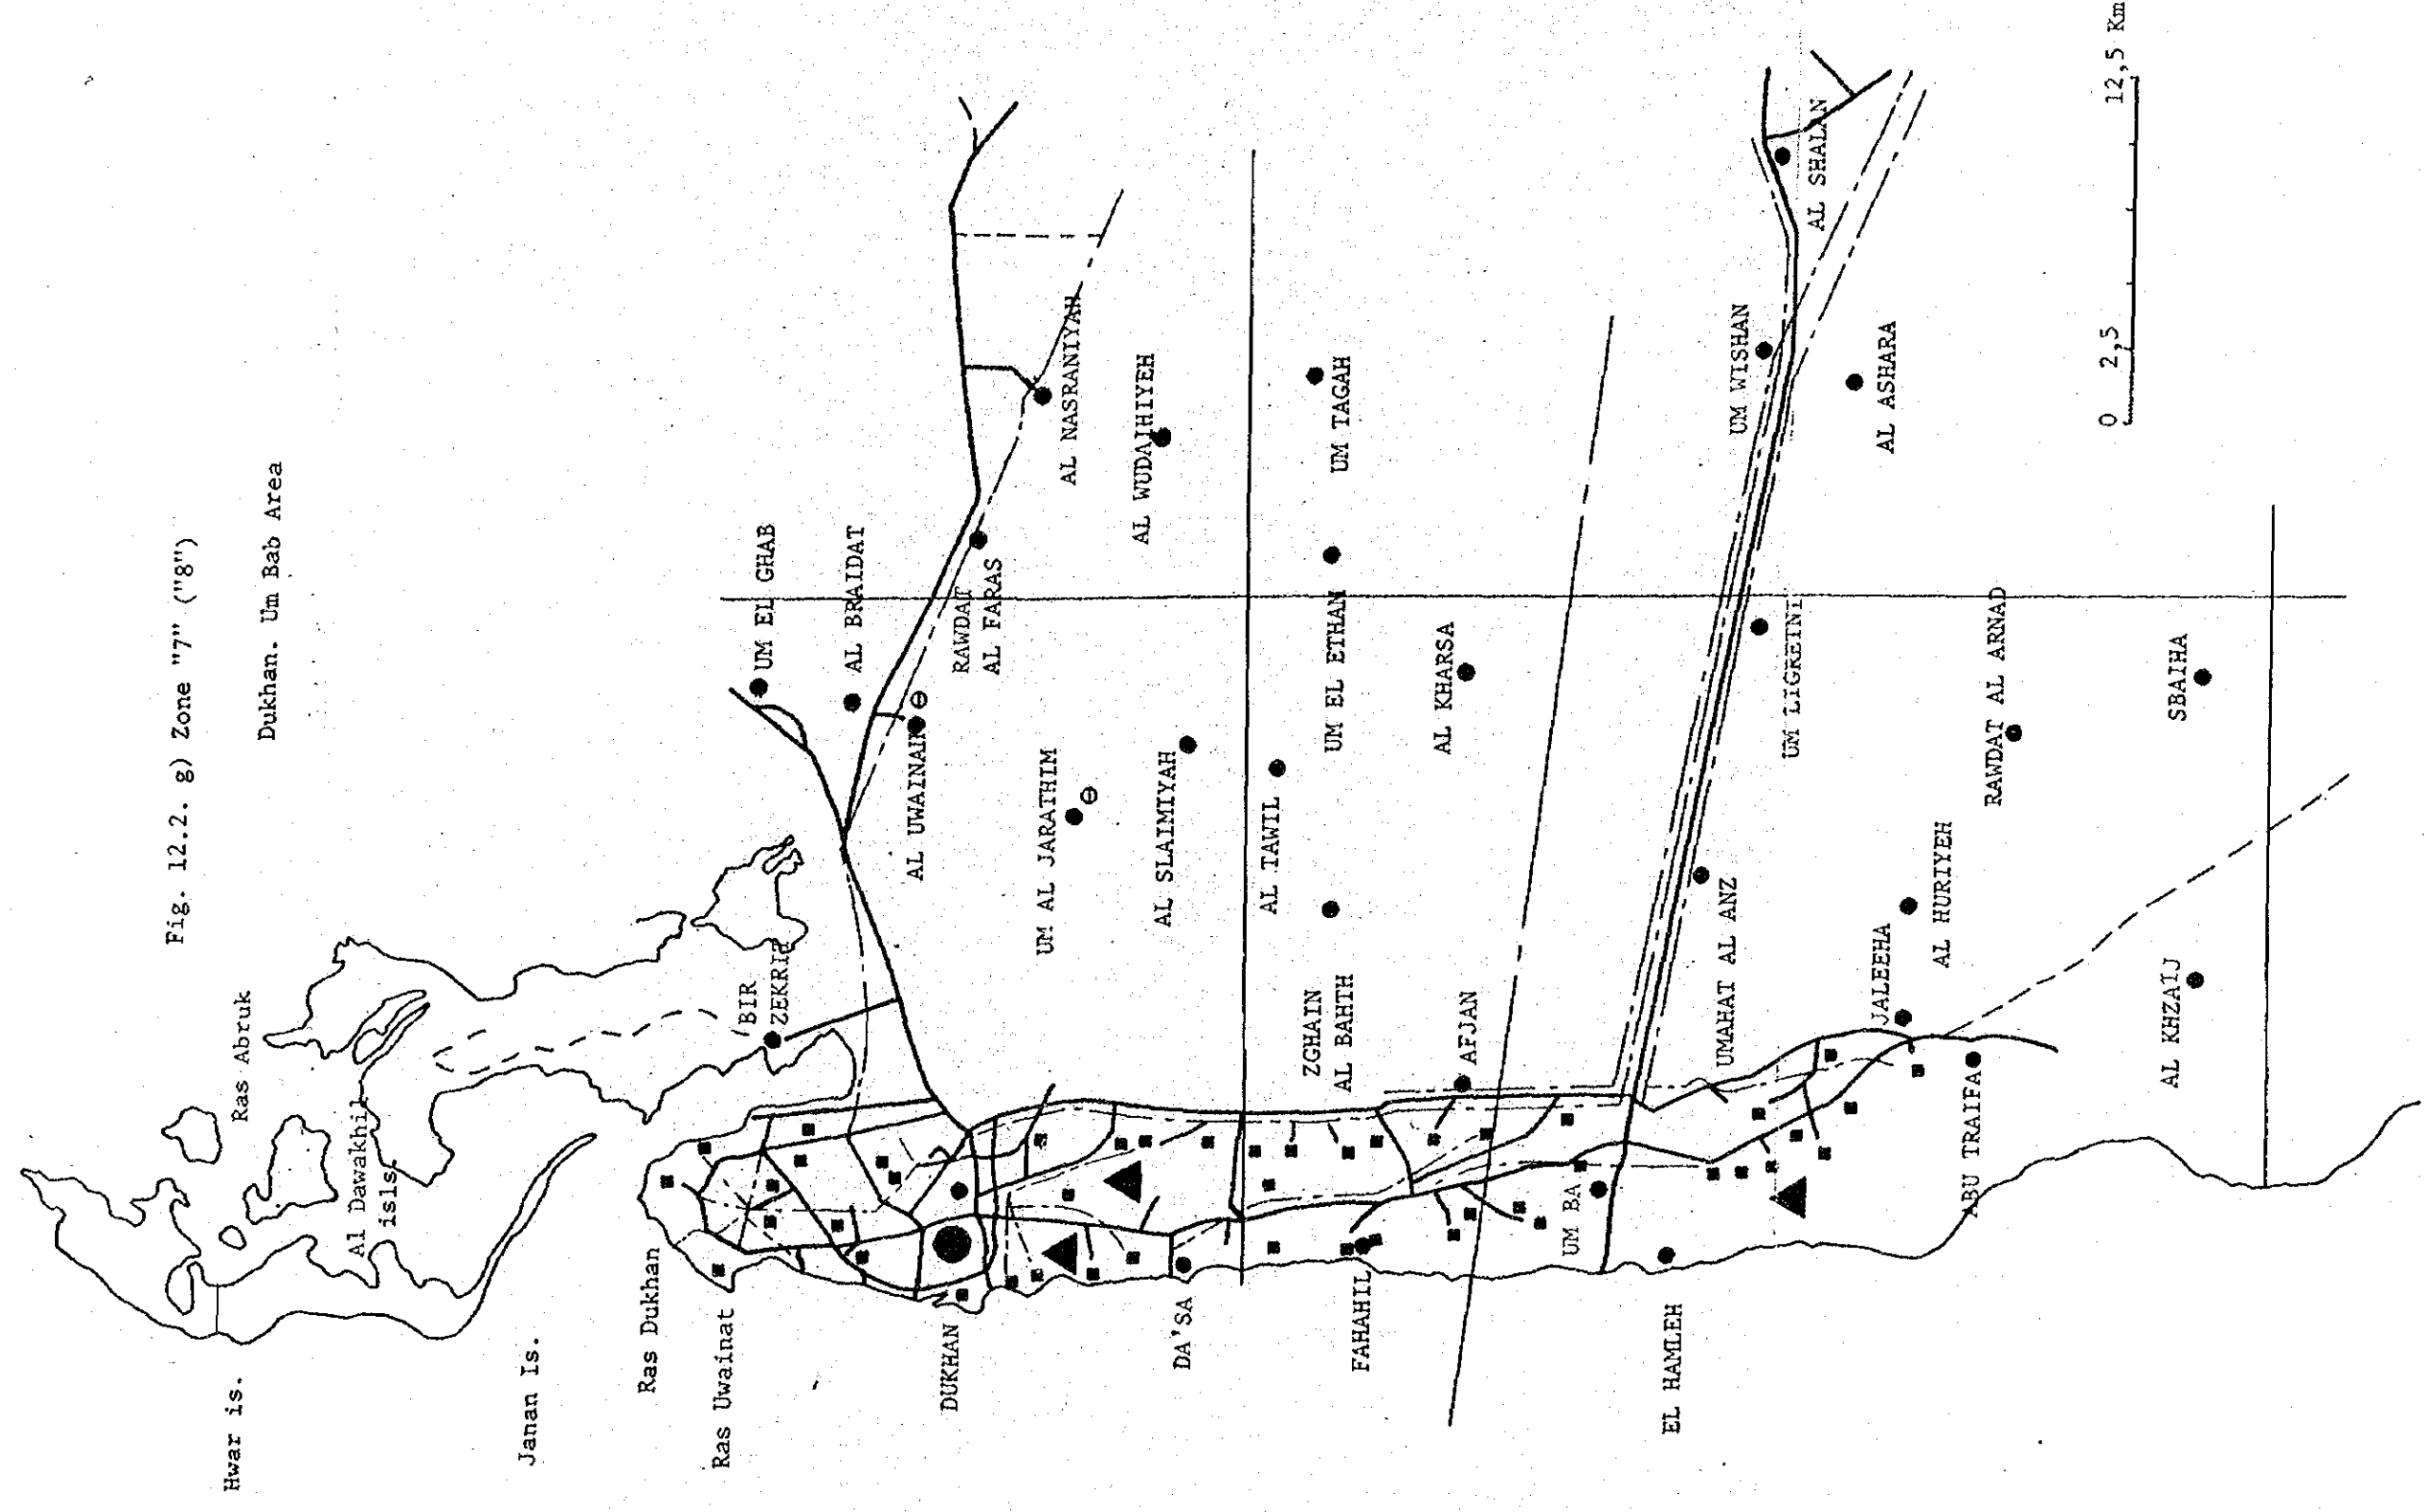 Fig. 12.2. g) Zone "7" ("8")
Dukhan. Um Bab Area
Hwar is.
Ras Abruk
Al Dawakhil
isls.
Janan Is.
Ras Dukhan
Ras Uwainat
BIR
ZEKRIT
UM EL GHAB
AL BRAIDAT
AL UWAINAT
RAWDAT
AL FARAS
DUKHAN
AL NASRANIYAH
UM AL JARATHIM
AL WUDAIHIYEH
AL SLAIMIYAH
DA'SA
AL TAWIL
UM TAGAH
UM EL ETHAN
ZGHAIN
AL BAHTH
FAHAHIL
AL KHARSA
AFJAN
UM BA
EL HAMLEH
UMAHAT AL ANZ
UM LIGRETNI
UM WISHAN
AL SHALAN
AL ASHARA
JALEEHA
AL HURIYEH
ABU TRAIFA
RAWDAT AL ARNAD
AL KHZAIJ
SBAIHA
0 2,5 12,5 Km